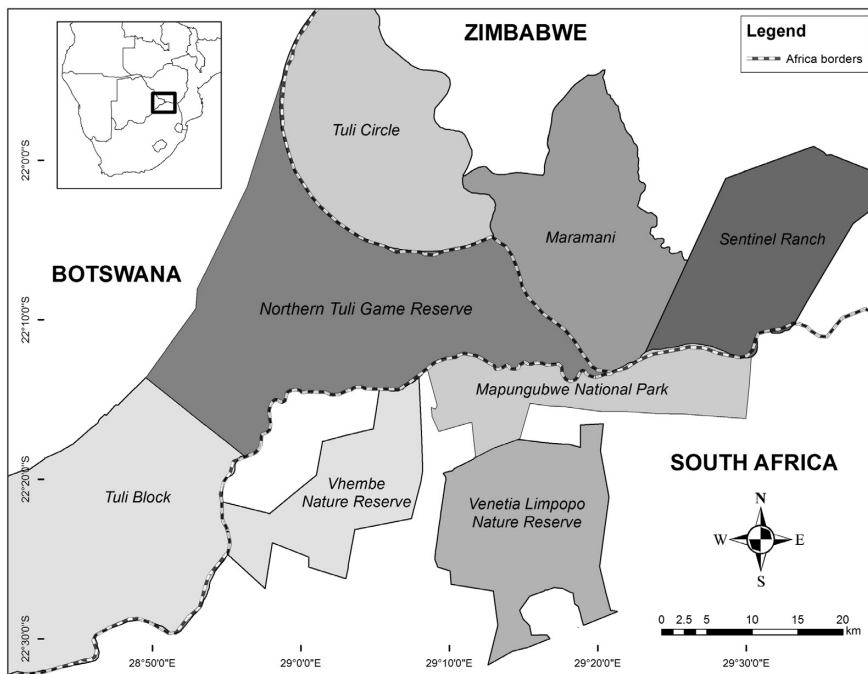 ZIMBABWE
Legend
Africa borders
Tuli Circle
22°0'0"S
Maramani
Sentinel Ranch
BOTSWANA
Northern Tuli Game Reserve
22°10'0"S
Mapungubwe National Park
SOUTH AFRICA
22°20'0"S
Tuli Block
Vhembe
Nature Reserve
Venetia Limpopo
Nature Reserve
N
W
E
S
0 2.5 5 10 15 20
km
22°30'0"S
28°50'0"E
29°0'0"E
29°10'0"E
29°20'0"E
29°30'0"E